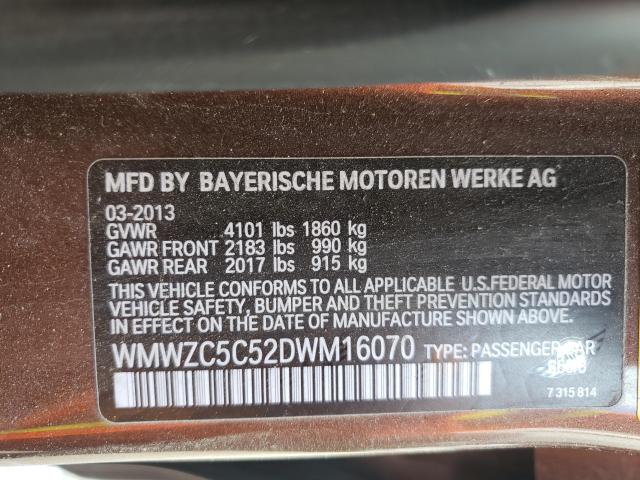 MFD BY BAYERISCHE MOTOREN WERKE AG
03-2013
GVWR 4101 lbs 1860 kg
GAWR FRONT 2183 lbs 990 kg
GAWR REAR 2017 lbs 915 kg
THIS VEHICLE CONFORMS TO ALL APPLICABLE U.S.FEDERAL MOTOR
VEHICLE SAFETY, BUMPER AND THEFT PREVENTION STANDARDS
IN EFFECT ON THE DATE OF MANUFACTURE SHOWN ABOVE.
WMWZC5C52DWM16070 TYPE: PASSENGER CAR
7 315 814